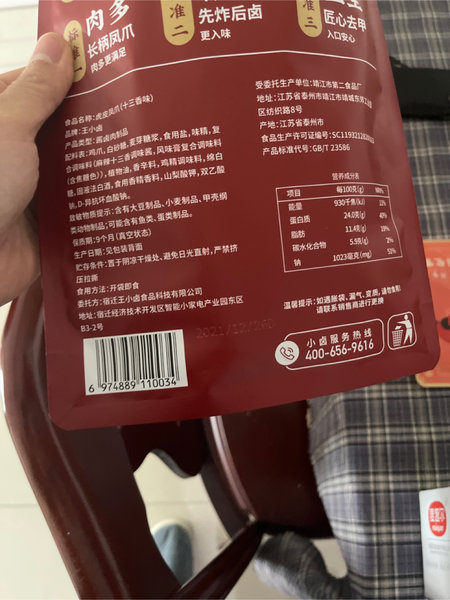 标准一
肉多
长柄凤爪
肉多更满足
准二
先炸后卤
更入味
准三
匠心去甲
入口安心
食品名称:虎皮凤爪(十三香味)
品牌:王小卤
产品类型:酱卤肉制品
配料表:鸡爪,白砂糖,麦芽糖浆,食用盐,味精,复
合调味料(麻辣十三香调味酱,风味膏复合调味料
(含焦糖色)),植物油,香辛料,鸡精调味料,绵白
糖,固液法白酒,食用香精香料,山梨酸钾,双乙酸
钠,D-异抗坏血酸钠。
致敏物质提示:含有大豆制品、小麦制品、甲壳纲
类动物制品;可能含有鱼类、蛋类制品。
保质期:9个月(真空状态)
生产日期:见包装背面
贮存条件:置于阴凉干燥处、避免日光直射,严禁挤
压拉撕
食用方法:开袋即食
委托方:宿迁王小卤食品科技有限公司
地址:宿迁经济技术开发区智能小家电产业园东区
B3-2号
受委托生产单位:靖江市第二食品厂
地址:江苏省泰州市靖江市靖城东
区纺织路8号
产地:江苏省泰州市
食品生产许可证编号:SC1193212820
产品标准代号:GB/T 23586
营养成分表
项目 每100克(g) NRV%
能量 930千焦(kJ) 11%
蛋白质 24.0克(g) 40%
脂肪 11.4克(g) 19%
碳水化合物 5.9克(g) 2%
钠 1023毫克(mg) 51%
温馨提示:如遇胀袋、漏气、变质,请勿食用!
请联系销售商进行更换
小卤服务热线
400-656-9616
6 974889 110034